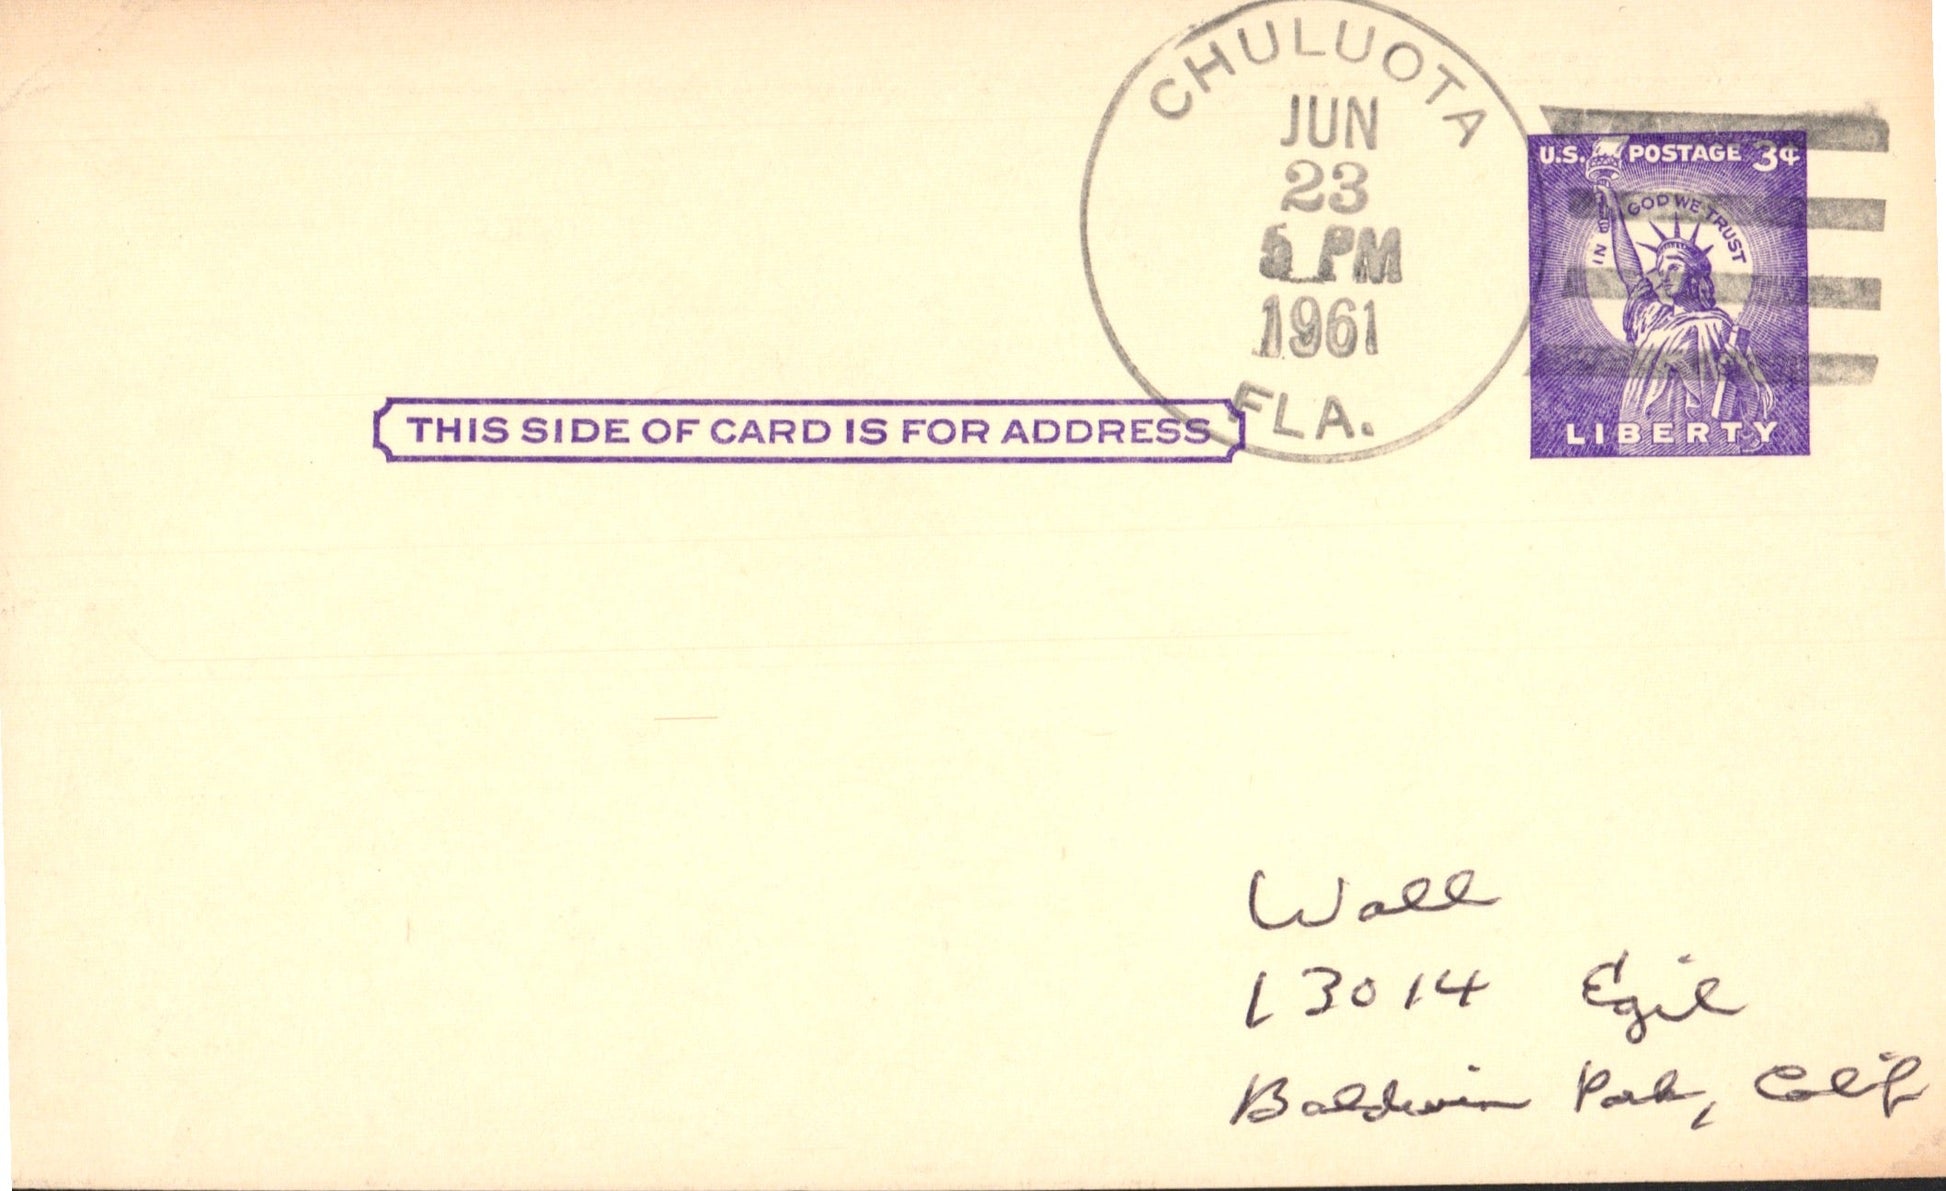 CHULUOTA
JUN
23
5 PM
1961
FLA.
U.S. POSTAGE 3¢
IN GOD WE TRUST
LIBERTY
THIS SIDE OF CARD IS FOR ADDRESS
Wall
13014 Egil
Baldwin Park, Calif